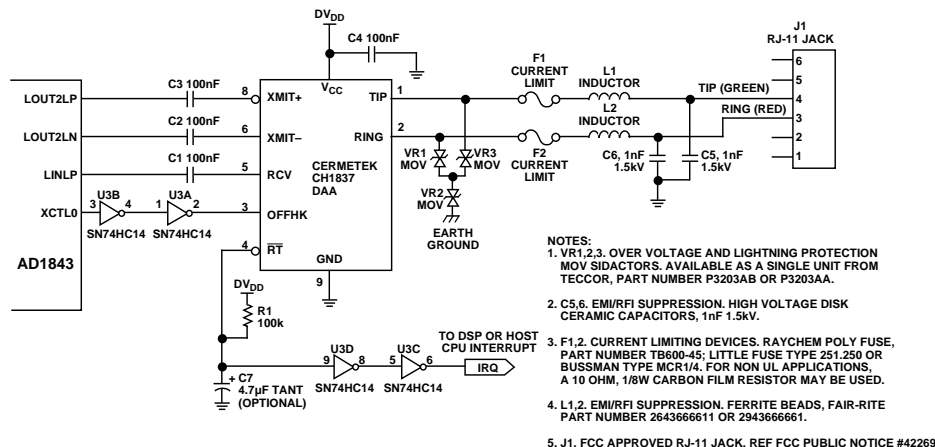 DVDD
C4 100nF
J1
RJ-11 JACK
F1
CURRENT
LIMIT
L1
INDUCTOR
6
5
4
3
2
1
TIP (GREEN)
RING (RED)
L2
INDUCTOR
C3 100nF
LOUT2LP
8
XMIT+
VCC
TIP
1
C2 100nF
LOUT2LN
6
XMIT–
RING
2
C1 100nF
LINLP
5
RCV
CERMETEK
CH1837
DAA
VR1
MOV
VR3
MOV
F2
CURRENT
LIMIT
C6, 1nF
1.5kV
C5, 1nF
1.5kV
VR2
MOV
EARTH
GROUND
U3B
U3A
XCTL0
3
4
1
2
3
OFFHK
SN74HC14
SN74HC14
4
RT
GND
9
AD1843
DVDD
R1
100k
TO DSP OR HOST
CPU INTERRUPT
U3D
U3C
9
8
5
6
IRQ
SN74HC14
SN74HC14
+
C7
4.7µF TANT
(OPTIONAL)
NOTES:
1. VR1,2,3. OVER VOLTAGE AND LIGHTNING PROTECTION
MOV SIDACTORS. AVAILABLE AS A SINGLE UNIT FROM
TECCOR, PART NUMBER P3203AB OR P3203AA.
2. C5,6. EMI/RFI SUPPRESSION. HIGH VOLTAGE DISK
CERAMIC CAPACITORS, 1nF 1.5kV.
3. F1,2. CURRENT LIMITING DEVICES. RAYCHEM POLY FUSE,
PART NUMBER TB600-45; LITTLE FUSE TYPE 251.250 OR
BUSSMAN TYPE MCR1/4. FOR NON UL APPLICATIONS,
A 10 OHM, 1/8W CARBON FILM RESISTOR MAY BE USED.
4. L1,2. EMI/RFI SUPPRESSION. FERRITE BEADS, FAIR-RITE
PART NUMBER 2643666611 OR 2943666661.
5. J1. FCC APPROVED RJ-11 JACK. REF FCC PUBLIC NOTICE #42269